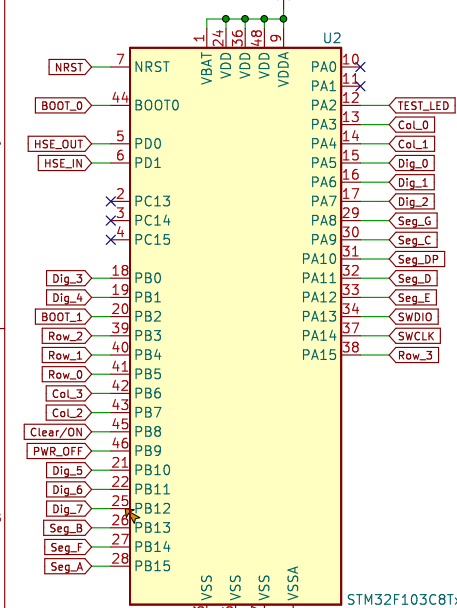 U2
1 24 36 48 9
VBAT VDD VDD VDD VDDA
NRST 7 NRST PA0 10
PA1 11
BOOT_0 44 BOOT0 PA2 12 TEST_LED
PA3 13 Col_0
HSE_OUT 5 PD0 PA4 14 Col_1
HSE_IN 6 PD1 PA5 15 Dig_0
PA6 16 Dig_1
2 PC13 PA7 17 Dig_2
3 PC14 PA8 29 Seg_G
4 PC15 PA9 30 Seg_C
PA10 31 Seg_DP
Dig_3 18 PB0 PA11 32 Seg_D
Dig_4 19 PB1 PA12 33 Seg_E
BOOT_1 20 PB2 PA13 34 SWDIO
Row_2 39 PB3 PA14 37 SWCLK
Row_1 40 PB4 PA15 38 Row_3
Row_0 41 PB5
Col_3 42 PB6
Col_2 43 PB7
Clear/ON 45 PB8
PWR_OFF 46 PB9
Dig_5 21 PB10
Dig_6 22 PB11
Dig_7 25 PB12
Seg_B 26 PB13
Seg_F 27 PB14
Seg_A 28 PB15
VSS VSS VSS VSSA
STM32F103C8Tx